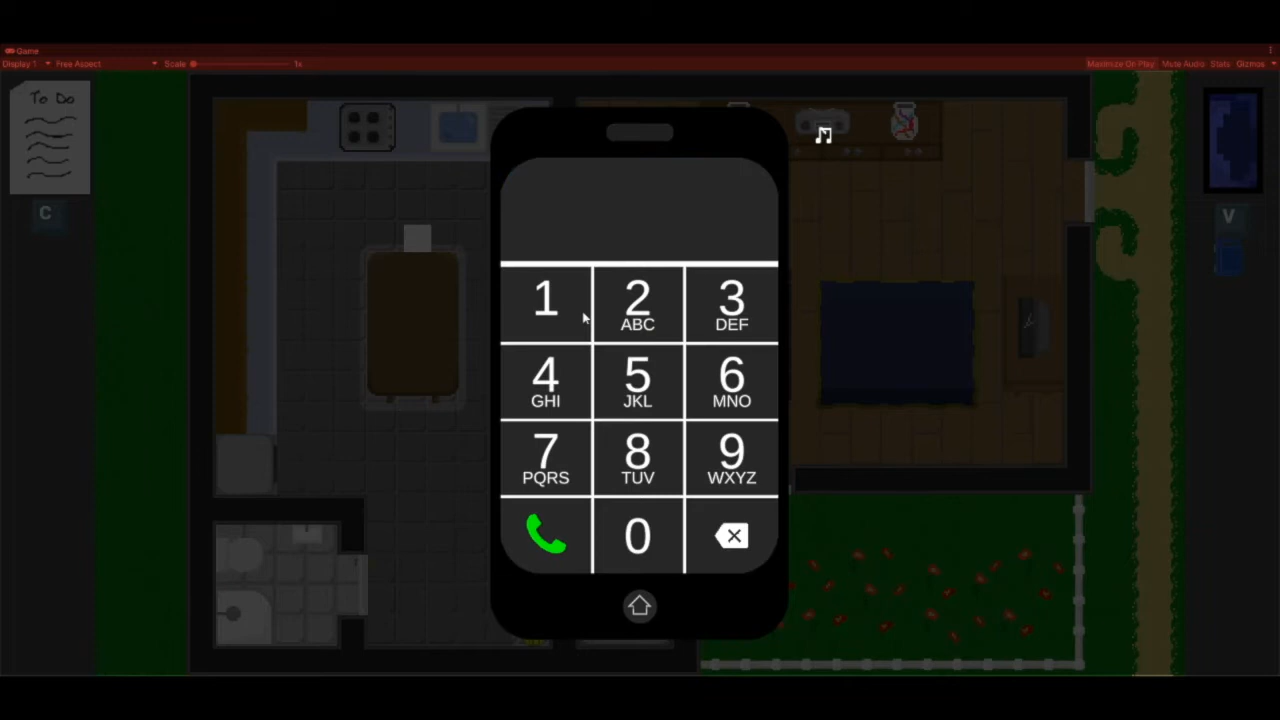 Game
Display 1 Free Aspect Scale 1x Maximize On Play Mute Audio Stats Gizmos
To Do
C
V
1 2 3
ABC DEF
4 5 6
GHI JKL MNO
7 8 9
PQRS TUV WXYZ
0